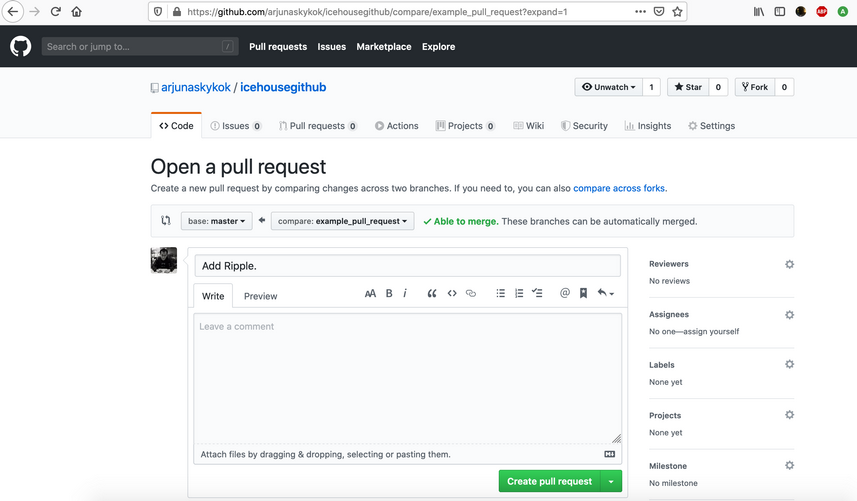 https://github.com/arjunaskykok/icehousegithub/compare/example_pull_request?expand=1
ABP
A
Search or jump to...
/
Pull requests Issues Marketplace Explore
arjunaskykok / icehousegithub
Unwatch 1 Star 0 Fork 0
Code Issues 0 Pull requests 0 Actions Projects 0 Wiki Security Insights Settings
Open a pull request
Create a new pull request by comparing changes across two branches. If you need to, you can also compare across forks.
base: master compare: example_pull_request Able to merge. These branches can be automatically merged.
Add Ripple.
Write Preview AA B i
Leave a comment
Attach files by dragging & dropping, selecting or pasting them.
Create pull request
Reviewers
No reviews
Assignees
No one—assign yourself
Labels
None yet
Projects
None yet
Milestone
No milestone